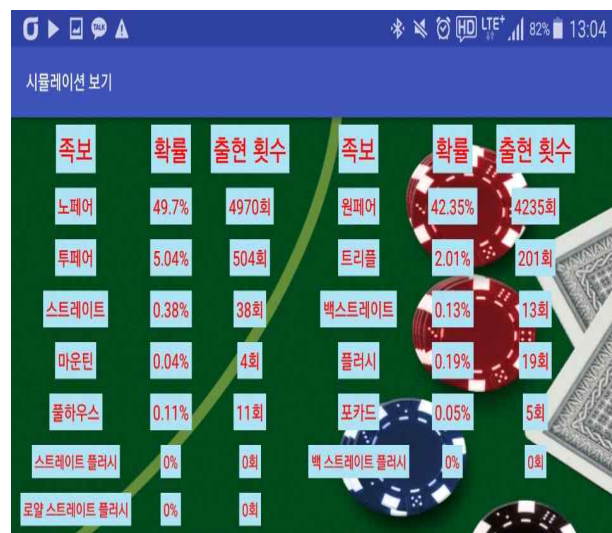 TALK HD LTE+ 82% 13:04
시뮬레이션 보기
족보 확률 출현 횟수 족보 확률 출현 횟수
노페어 49.7% 4970회 원페어 42.35% 4235회
투페어 5.04% 504회 트리플 2.01% 201회
스트레이트 0.38% 38회 백스트레이트 0.13% 13회
마운틴 0.04% 4회 플러시 0.19% 19회
풀하우스 0.11% 11회 포카드 0.05% 5회
스트레이트 플러시 0% 0회 백 스트레이트 플러시 0% 0회
로얄 스트레이트 플러시 0% 0회